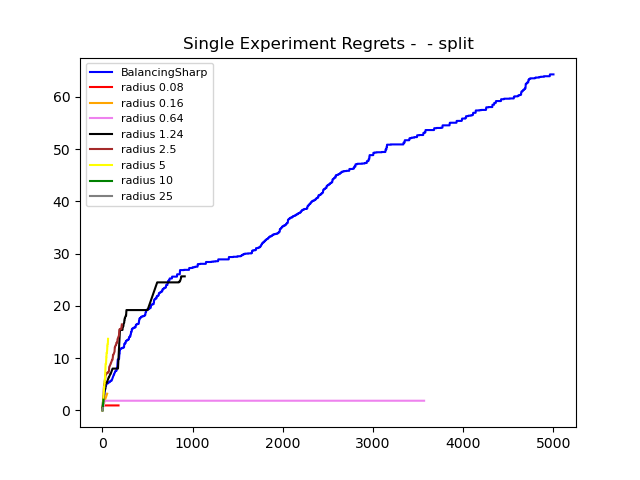 Single Experiment Regrets -  - split
BalancingSharp
radius 0.08
radius 0.16
radius 0.64
radius 1.24
radius 2.5
radius 5
radius 10
radius 25
60
50
40
30
20
10
0
0 1000 2000 3000 4000 5000